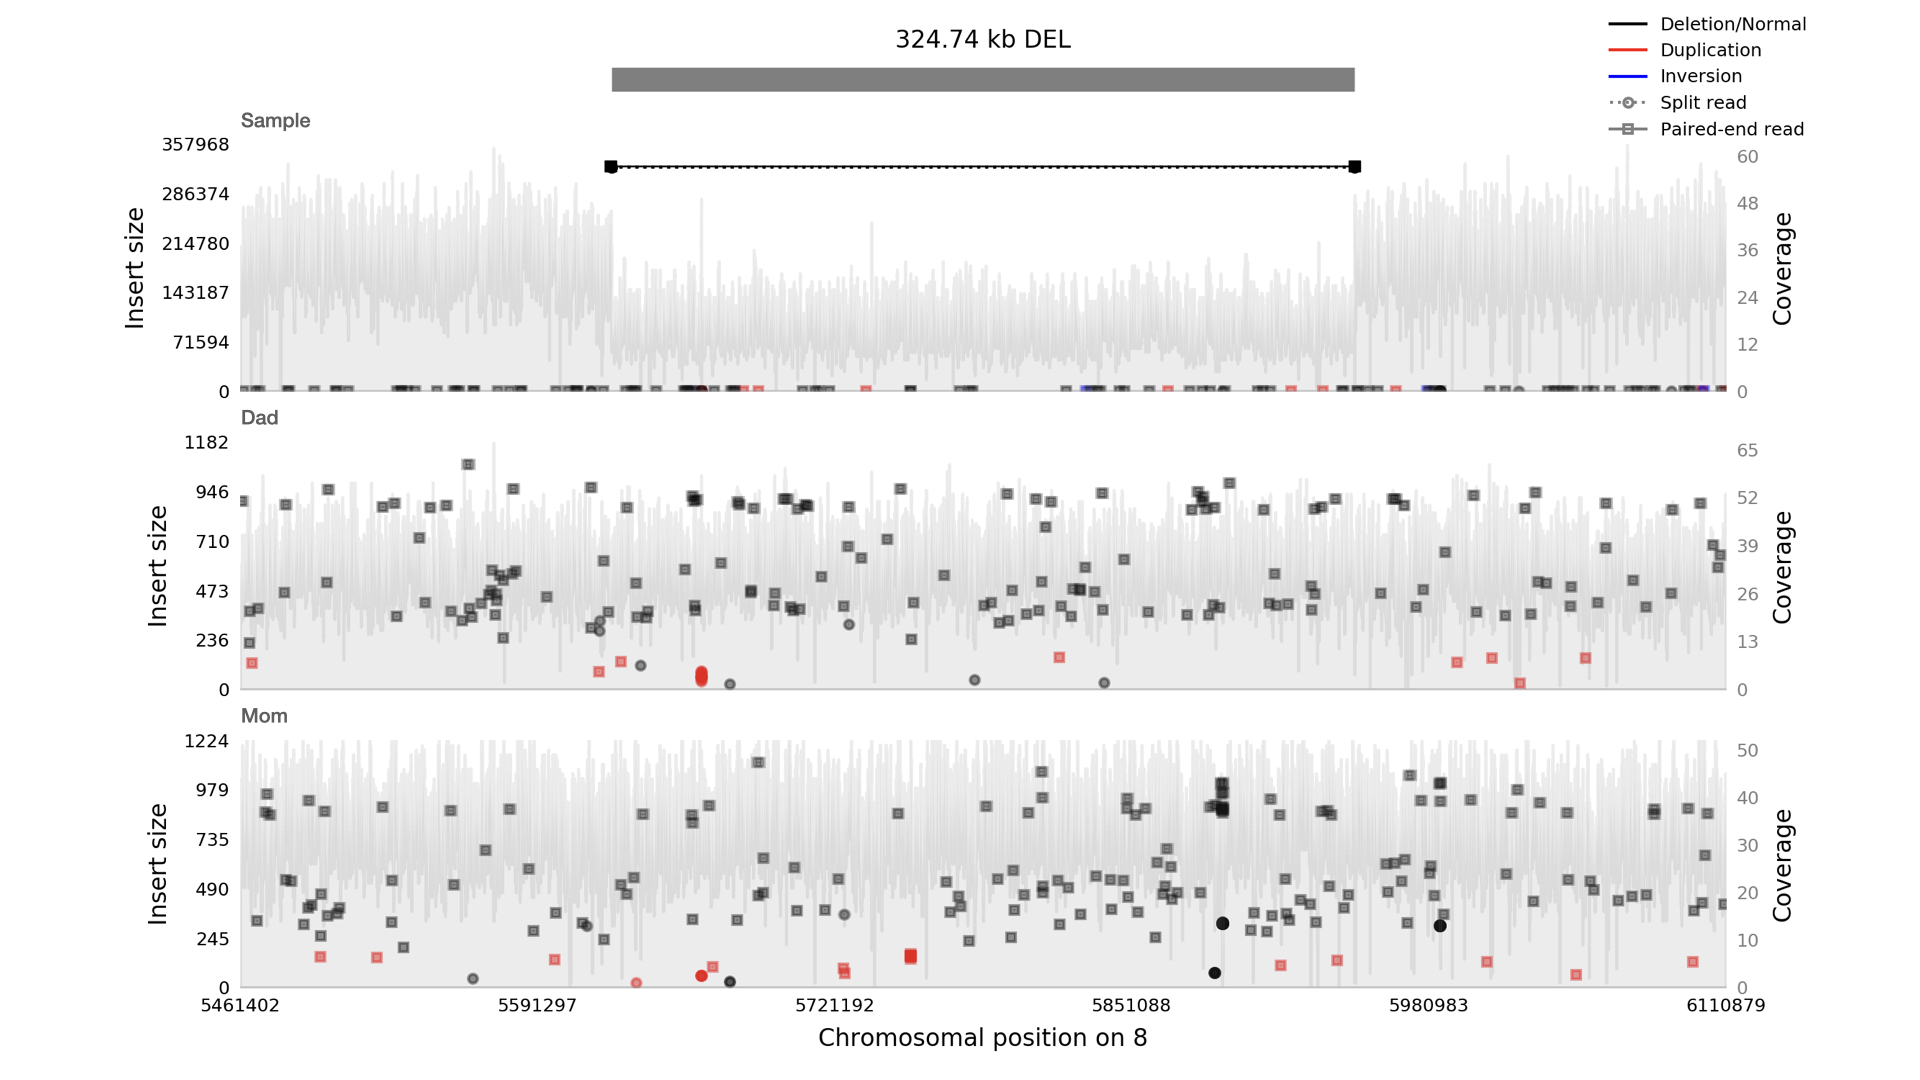 324.74 kb DEL
Deletion/Normal
Duplication
Inversion
Split read
Paired-end read
Sample
357968
286374
214780
143187
71594
0
Insert size
60
48
36
24
12
0
Coverage
Dad
1182
946
710
473
236
0
Insert size
65
52
39
26
13
0
Coverage
Mom
1224
979
735
490
245
0
Insert size
50
40
30
20
10
0
Coverage
5461402 5591297 5721192 5851088 5980983 6110879
Chromosomal position on 8